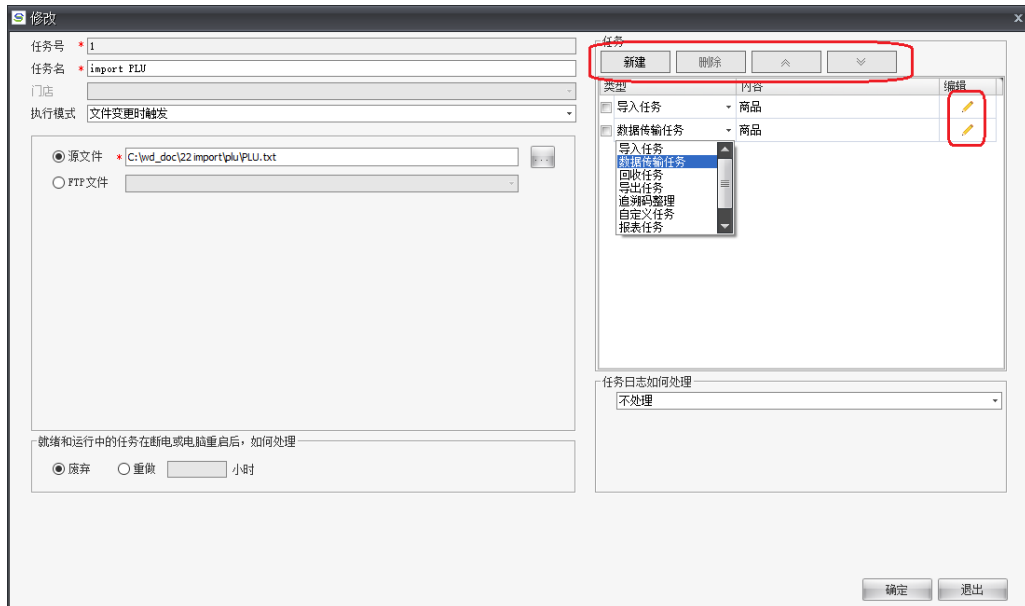 修改
任务号 * 1
任务名 * import PLU
门店
执行模式 文件变更时触发
源文件 * C:\wd_doc\22 import\plu\PLU.txt ...
FTP文件
就绪和运行中的任务在断电或电脑重启后，如何处理
废弃 重做 小时
任务
新建 删除
类型 内容 编辑
导入任务 商品
数据传输任务 商品
导入任务
数据传输任务
回收任务
导出任务
追溯码整理
自定义任务
报表任务
任务日志如何处理
不处理
确定 退出